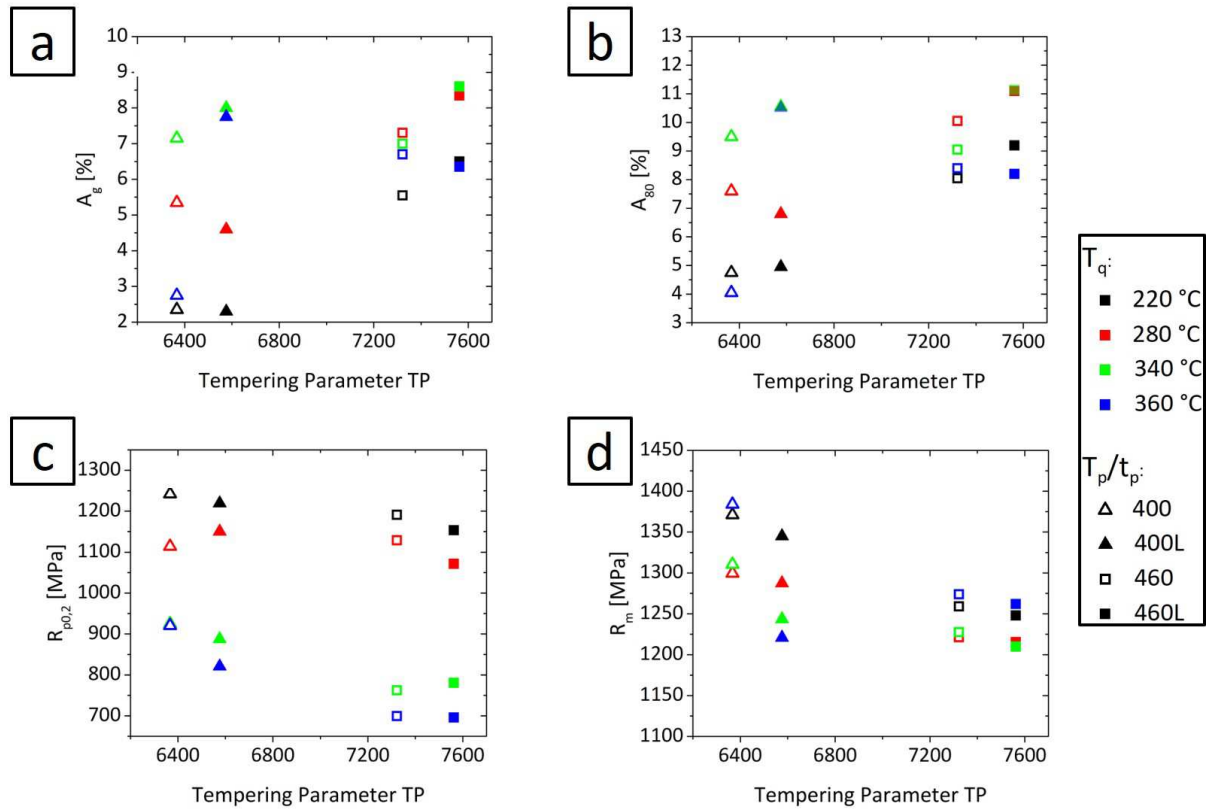 a
10
9
8
7
6
5
4
3
2
A_g [%]
6400 6800 7200 7600
Tempering Parameter TP
b
13
12
11
10
9
8
7
6
5
4
3
A_80 [%]
6400 6800 7200 7600
Tempering Parameter TP
c
1300
1200
1100
1000
900
800
700
R_p0,2 [MPa]
6400 6800 7200 7600
Tempering Parameter TP
d
1450
1400
1350
1300
1250
1200
1150
1100
R_m [MPa]
6400 6800 7200 7600
Tempering Parameter TP
T_q:
220 °C
280 °C
340 °C
360 °C
T_p/t_p:
400
400L
460
460L